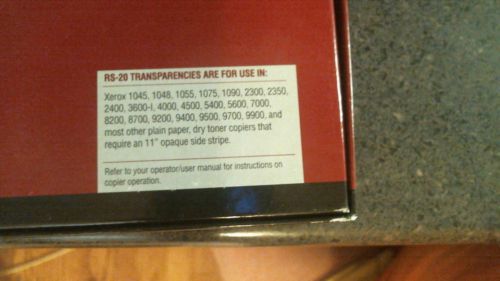 RS-20 TRANSPARENCIES ARE FOR USE IN:
Xerox 1045, 1048, 1055, 1075, 1090, 2300, 2350,
2400, 3600-I, 4000, 4500, 5400, 5600, 7000,
8200, 8700, 9200, 9400, 9500, 9700, 9900, and
most other plain paper, dry toner copiers that
require an 11" opaque side stripe.
Refer to your operator/user manual for instructions on
copier operation.